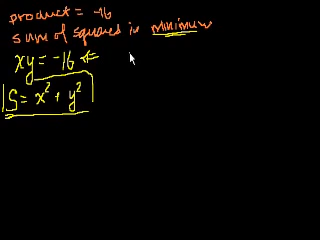 product = -16
sum of squared is minimum
xy = -16 ⇐
S = x² + y²